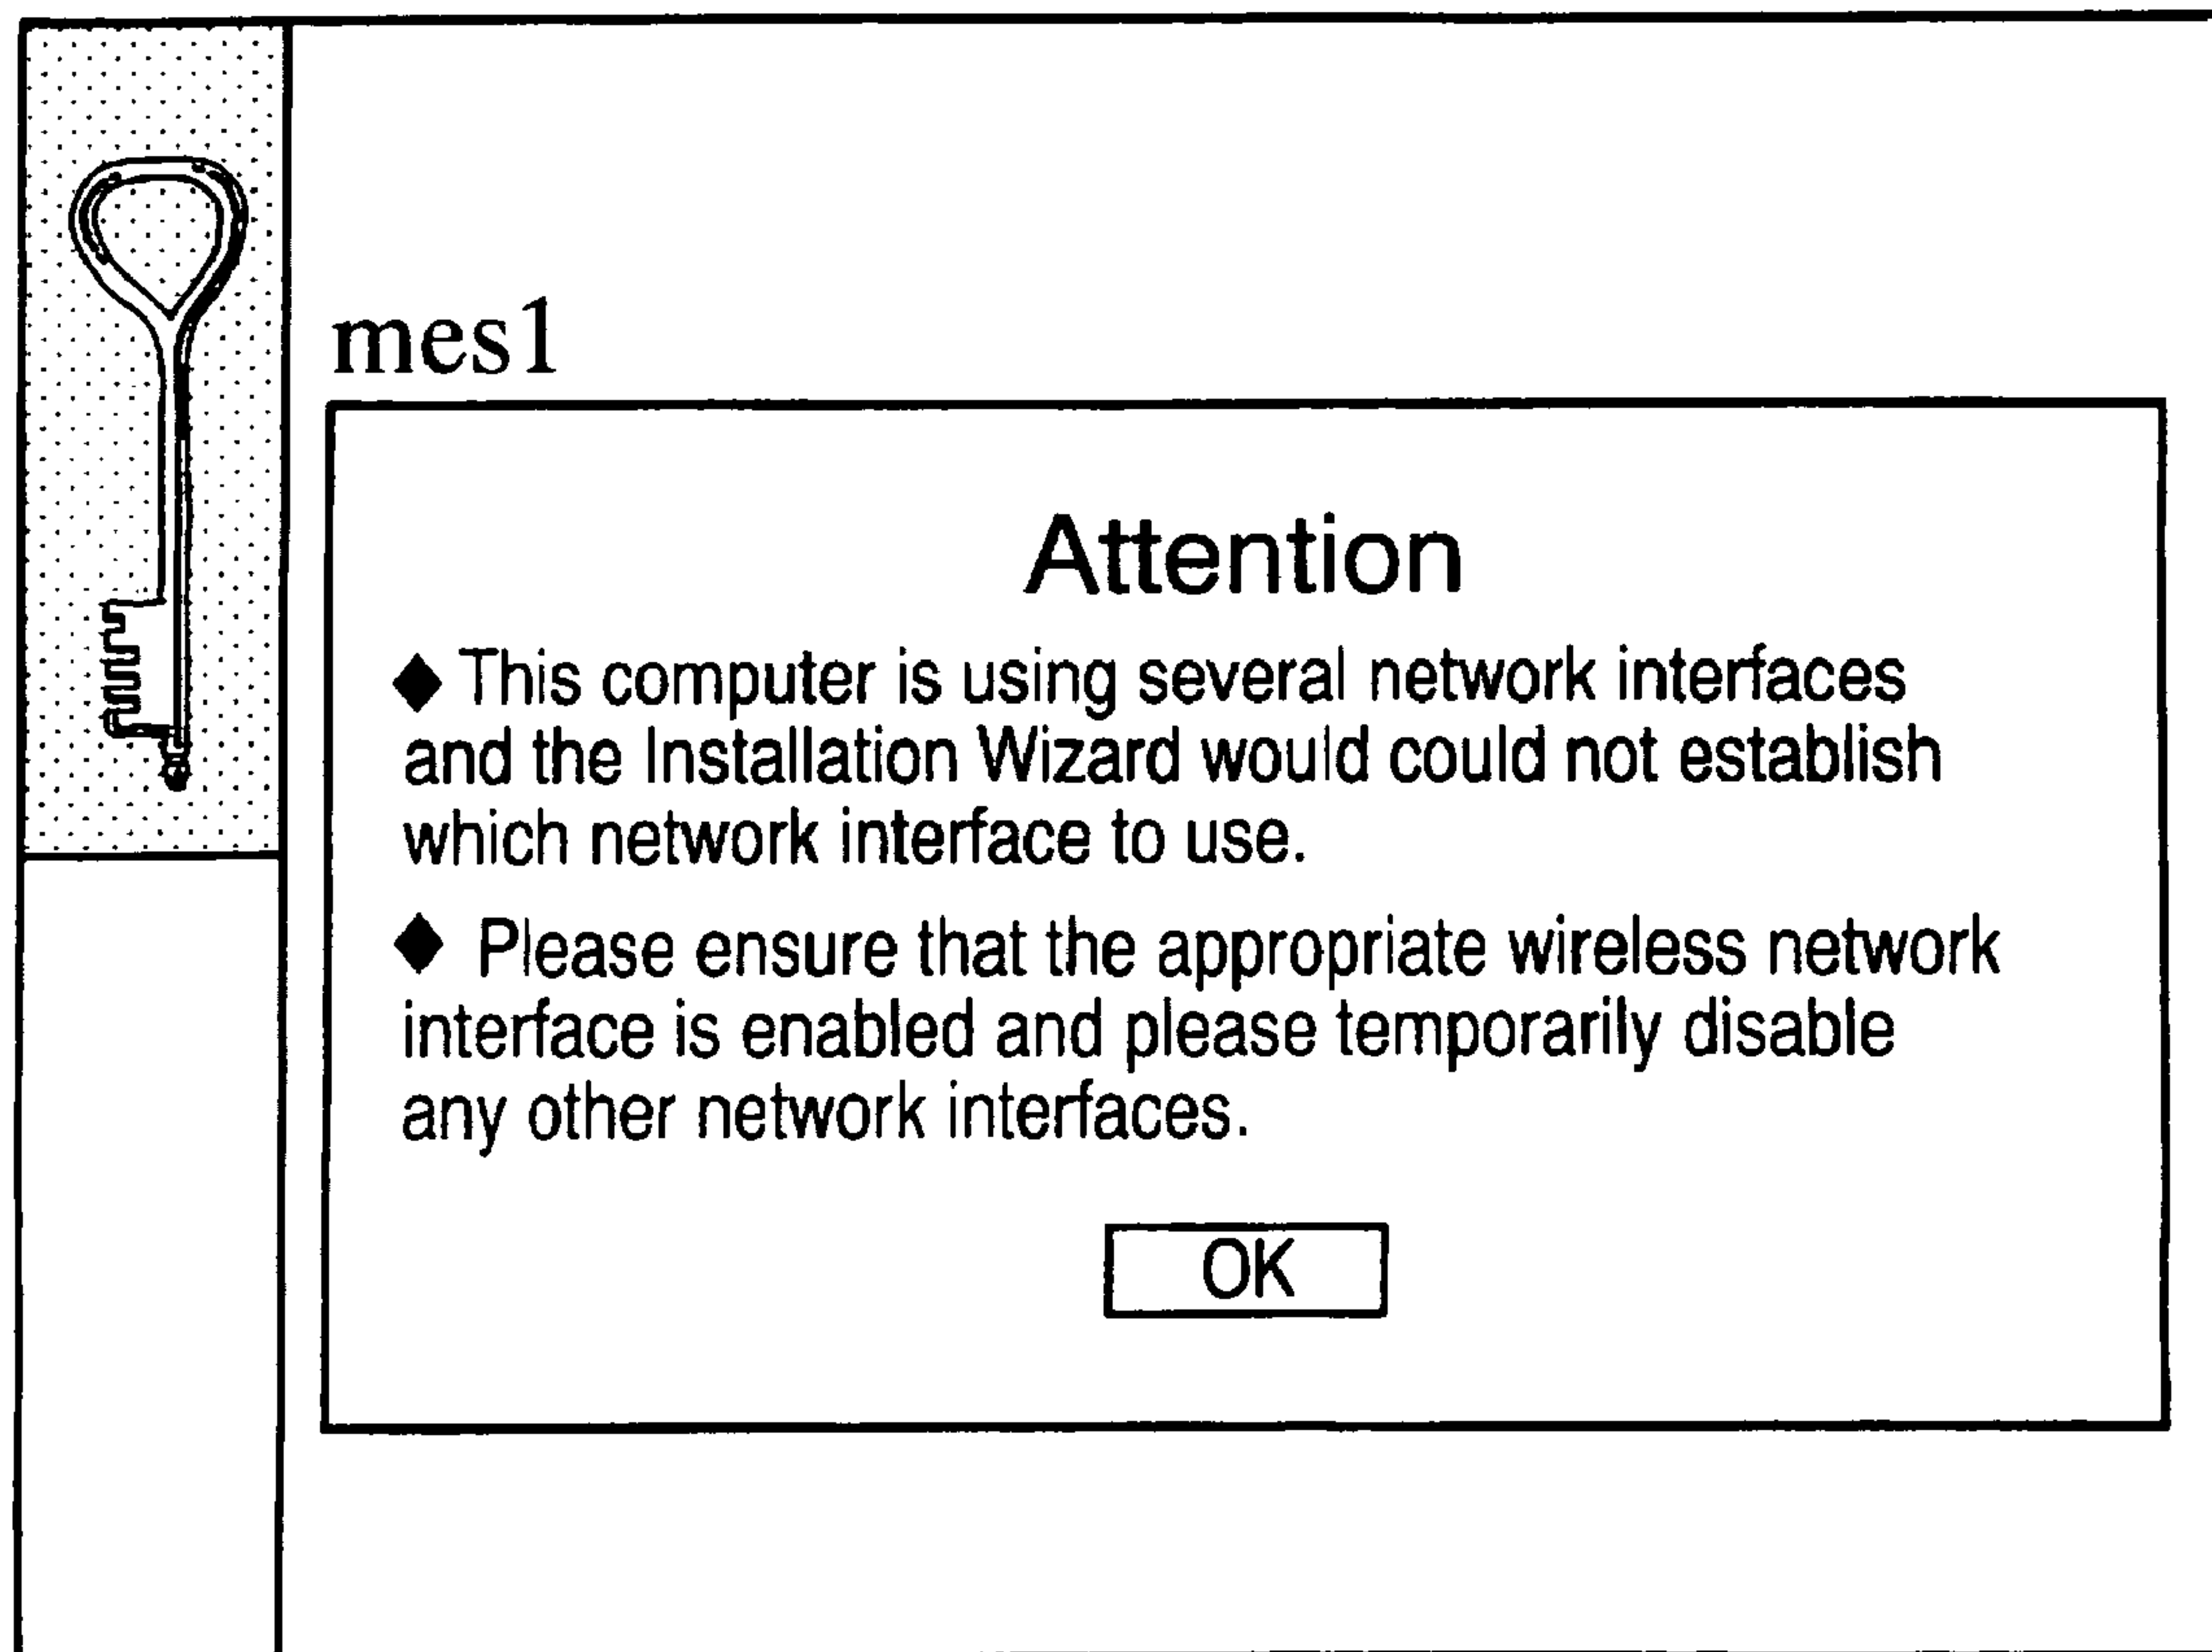 mes1
Attention
◆ This computer is using several network interfaces
and the Installation Wizard would could not establish
which network interface to use.
◆ Please ensure that the appropriate wireless network
interface is enabled and please temporarily disable
any other network interfaces.
OK